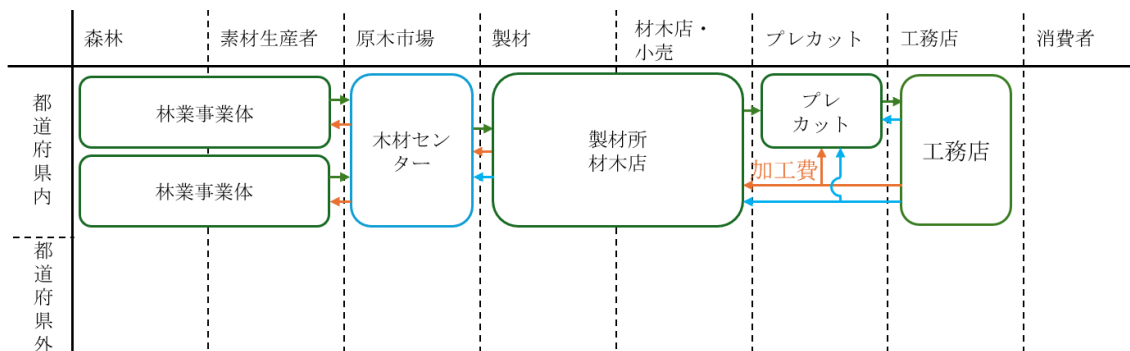 森林
素材生産者
原木市場
製材
材木店・
小売
プレカット
工務店
消費者
都
道
府
県
内
林業事業体
林業事業体
木材セン
ター
製材所
材木店
プレ
カット
加工費
工務店
都
道
府
県
外